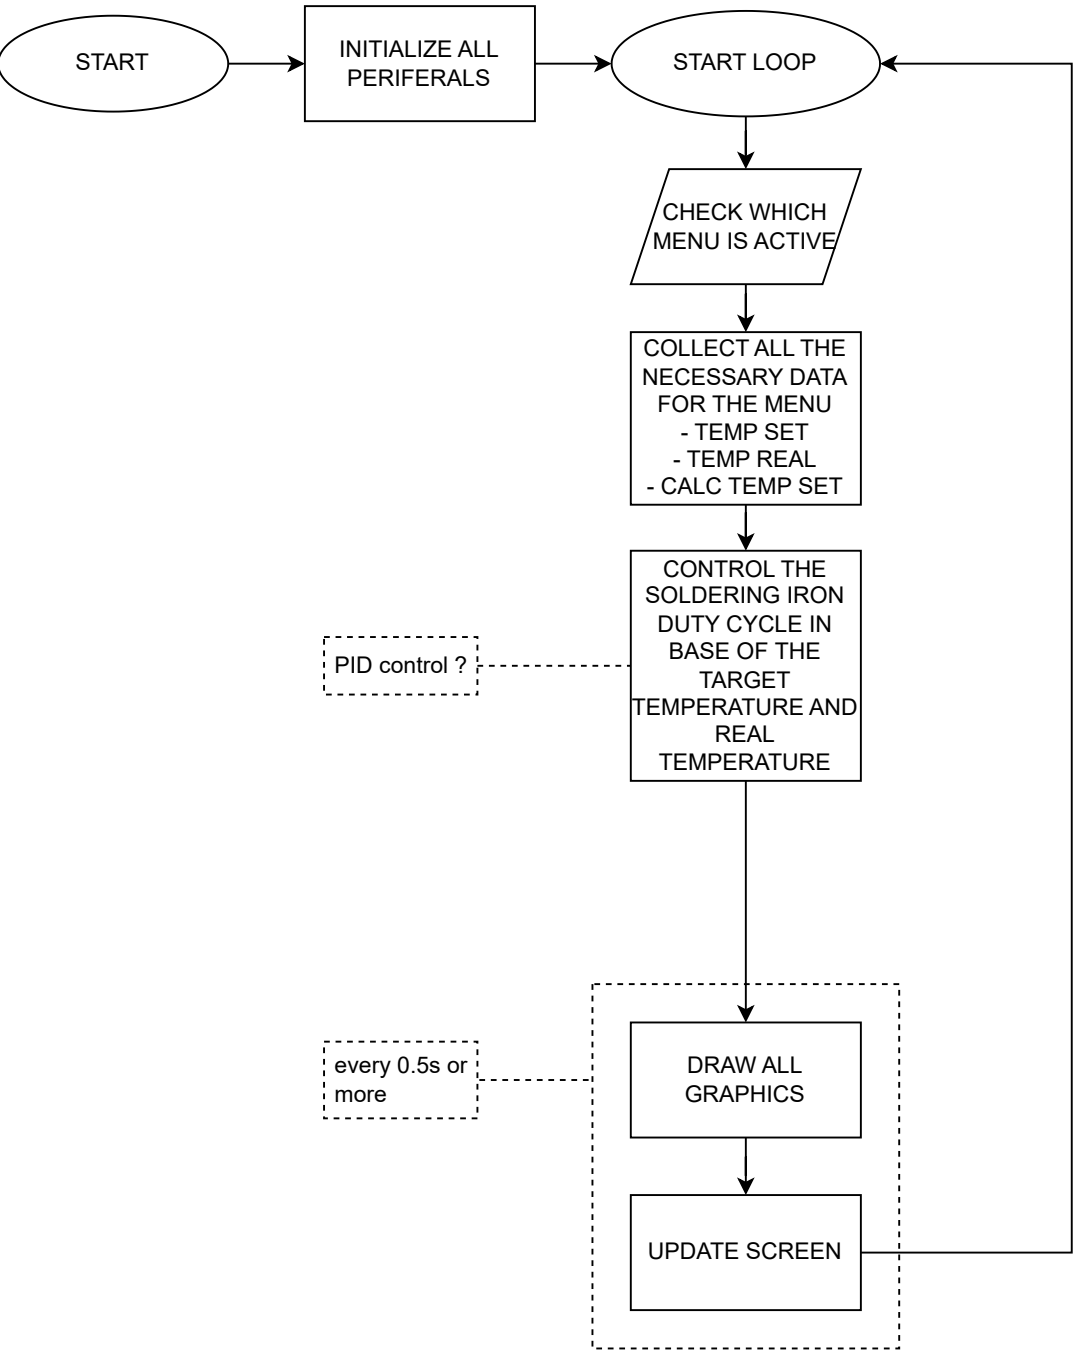 START
INITIALIZE ALL
PERIFERALS
START LOOP
CHECK WHICH
MENU IS ACTIVE
COLLECT ALL THE
NECESSARY DATA
FOR THE MENU
- TEMP SET
- TEMP REAL
- CALC TEMP SET
CONTROL THE
SOLDERING IRON
DUTY CYCLE IN
BASE OF THE
TARGET
TEMPERATURE AND
REAL
TEMPERATURE
PID control ?
every 0.5s or
more
DRAW ALL
GRAPHICS
UPDATE SCREEN